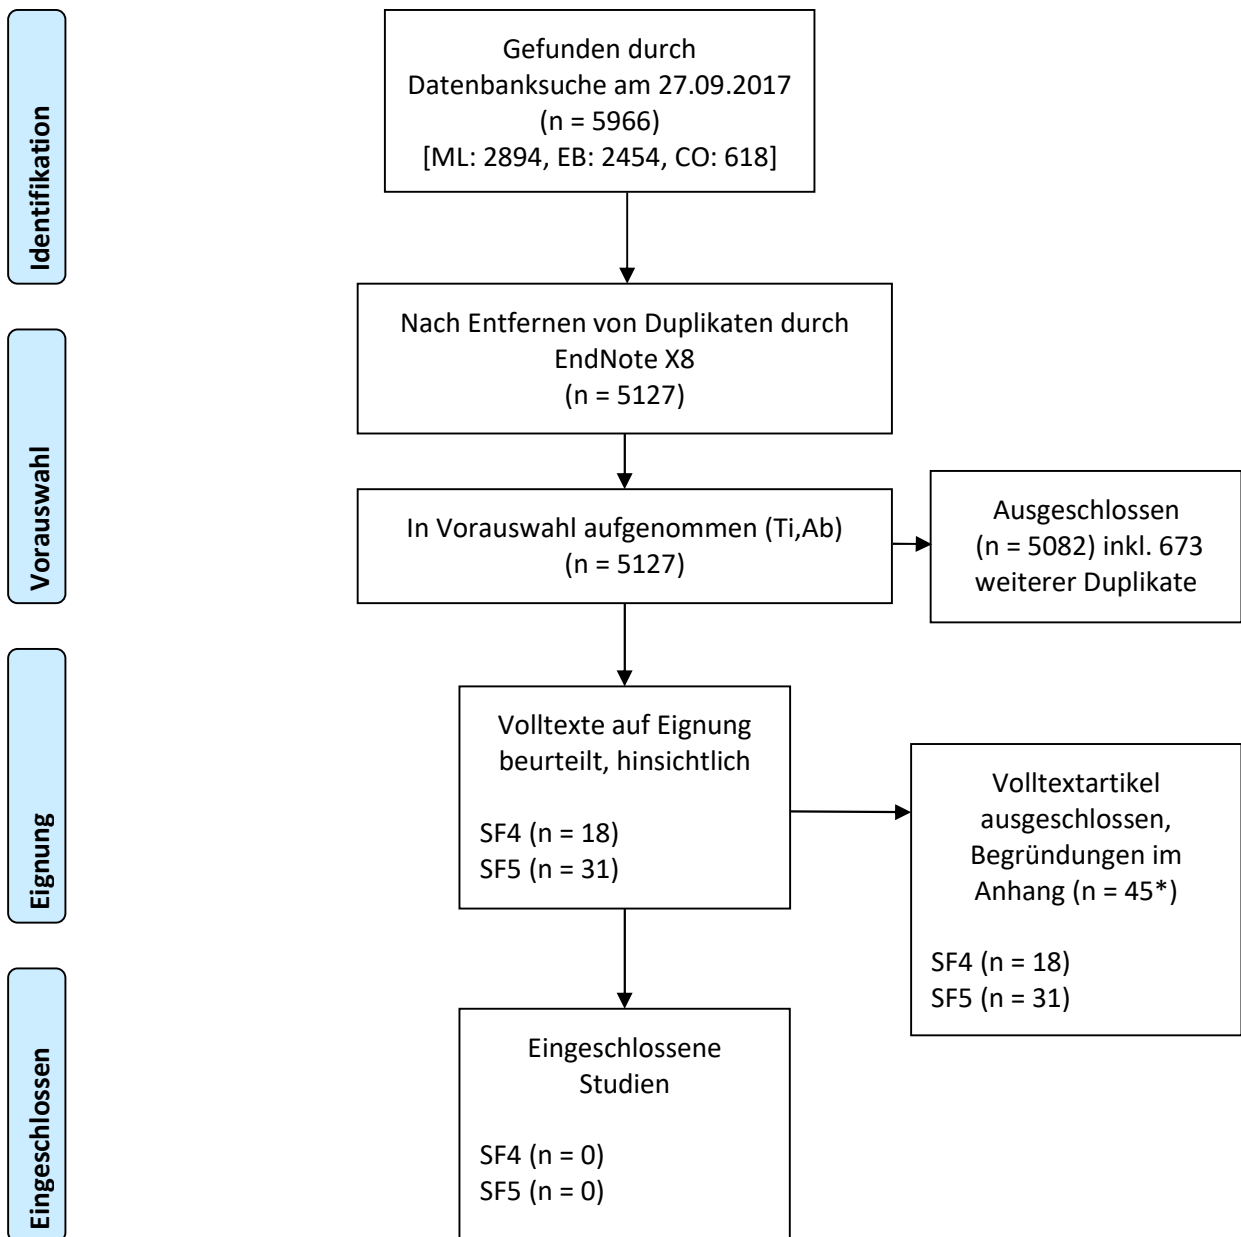 Identifikation
Gefunden durch
Datenbanksuche am 27.09.2017
(n = 5966)
[ML: 2894, EB: 2454, CO: 618]
Vorauswahl
Nach Entfernen von Duplikaten durch
EndNote X8
(n = 5127)
In Vorauswahl aufgenommen (Ti,Ab)
(n = 5127)
Ausgeschlossen
(n = 5082) inkl. 673
weiterer Duplikate
Eignung
Volltexte auf Eignung
beurteilt, hinsichtlich
SF4 (n = 18)
SF5 (n = 31)
Volltextartikel
ausgeschlossen,
Begründungen im
Anhang (n = 45*)
SF4 (n = 18)
SF5 (n = 31)
Eingeschlossen
Eingeschlossene
Studien
SF4 (n = 0)
SF5 (n = 0)